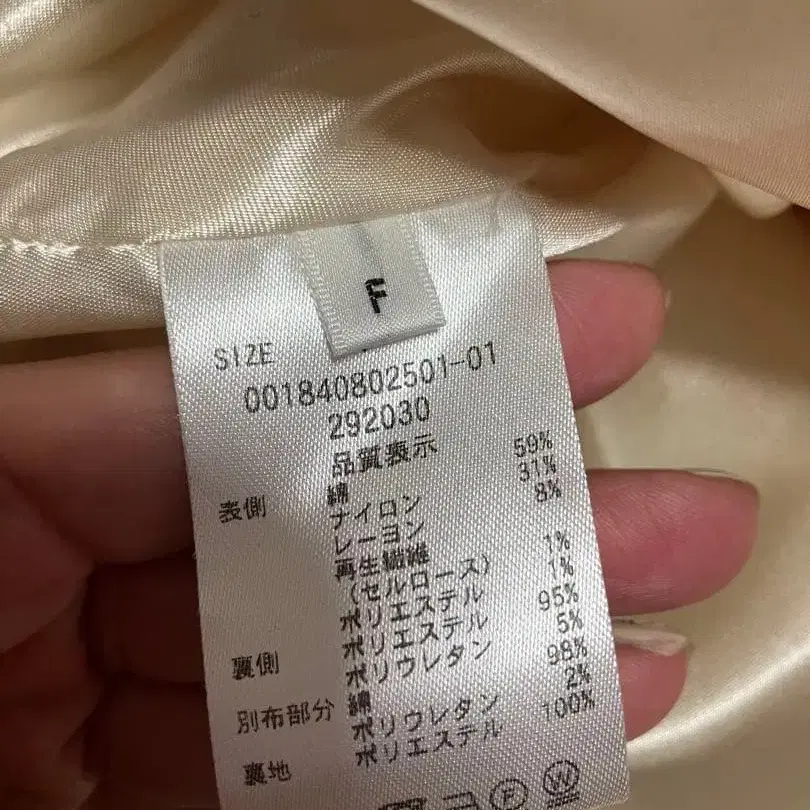 F
SIZE
001840802501-01
292030
品質表示
表側 綿 59%
ナイロン 31%
レーヨン 8%
再生繊維
(セルロース) 1%
ポリエステル 1%
裏側 ポリエステル 95%
ポリウレタン 5%
別布部分 綿 98%
ポリウレタン 2%
裏地 ポリエステル 100%
F
W